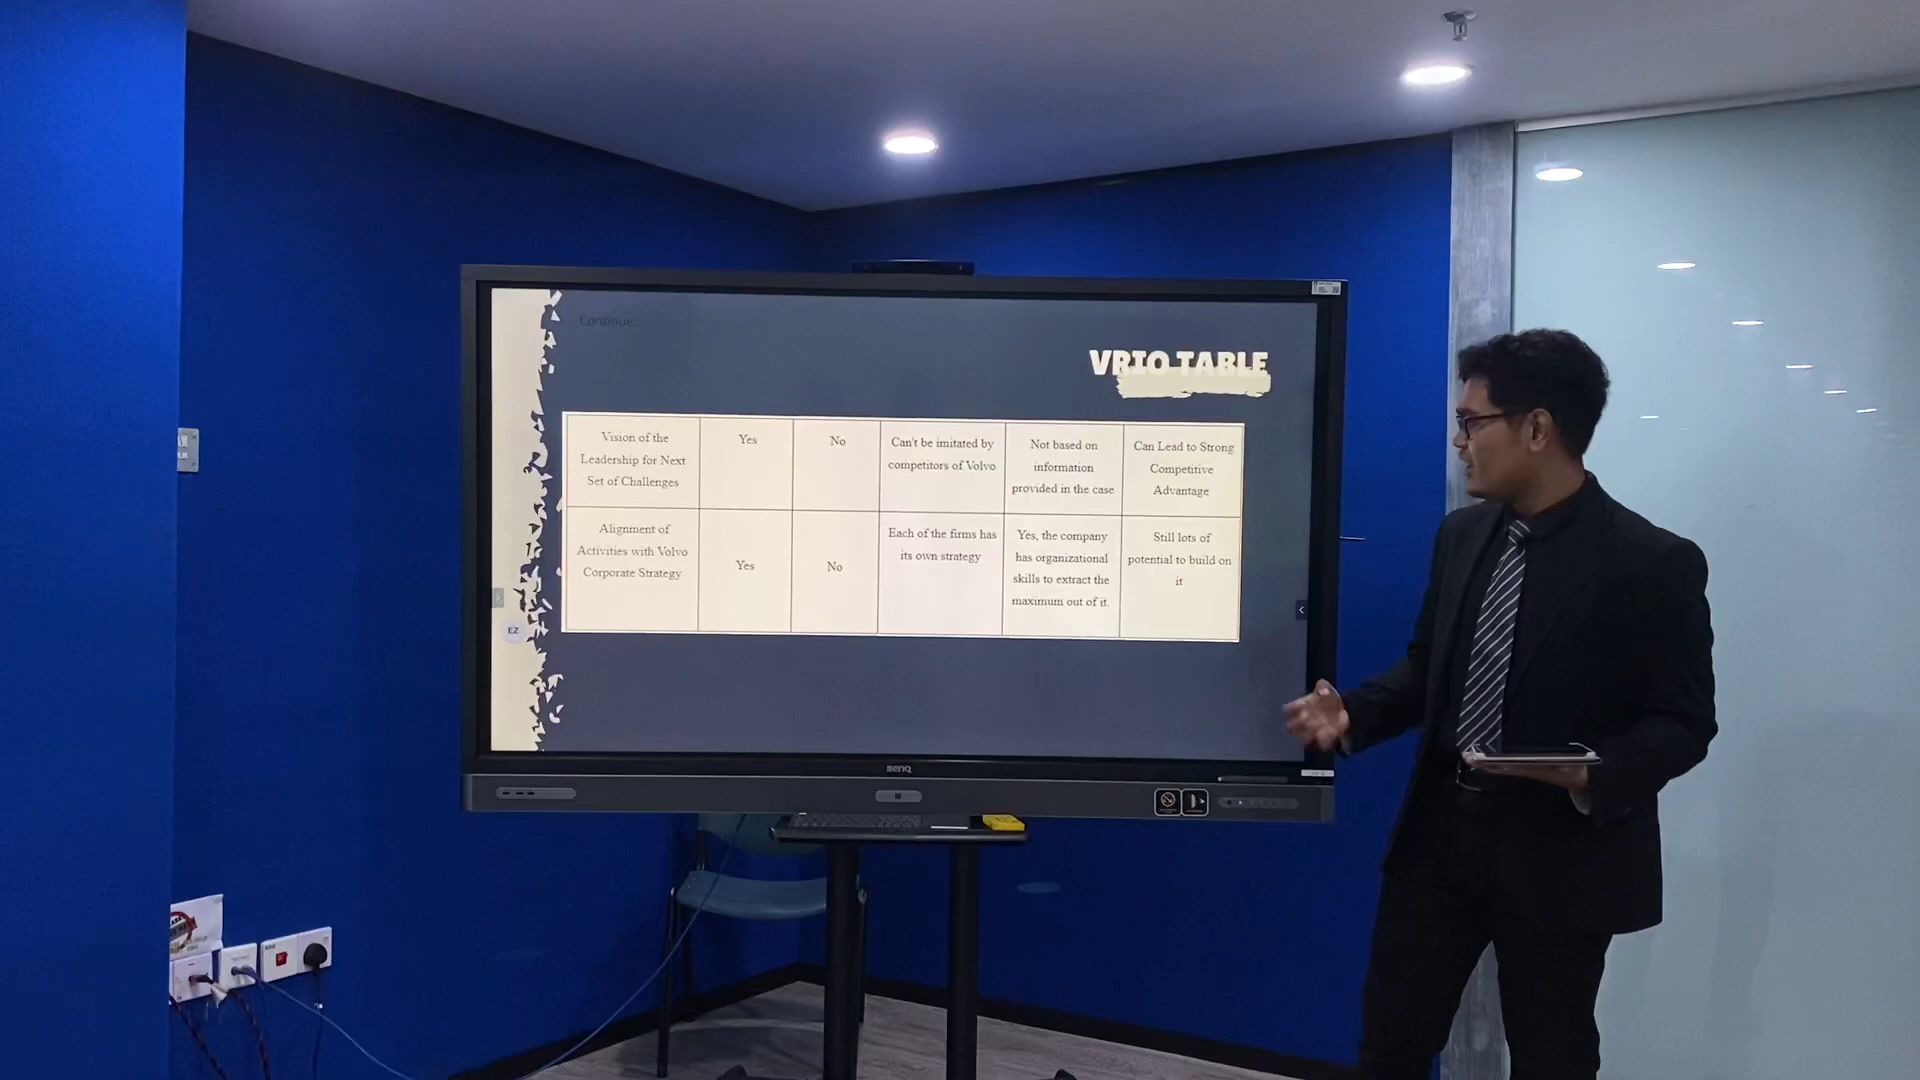 Continue:
VRIO TABLE
Vision of the
Leadership for Next
Set of Challenges
Yes
No
Can't be imitated by
competitors of Volvo
Not based on
information
provided in the case
Can Lead to Strong
Competitive
Advantage
Alignment of
Activities with Volvo
Corporate Strategy
Yes
No
Each of the firms has
its own strategy
Yes, the company
has organizational
skills to extract the
maximum out of it.
Still lots of
potential to build on
it
EZ
BenQ